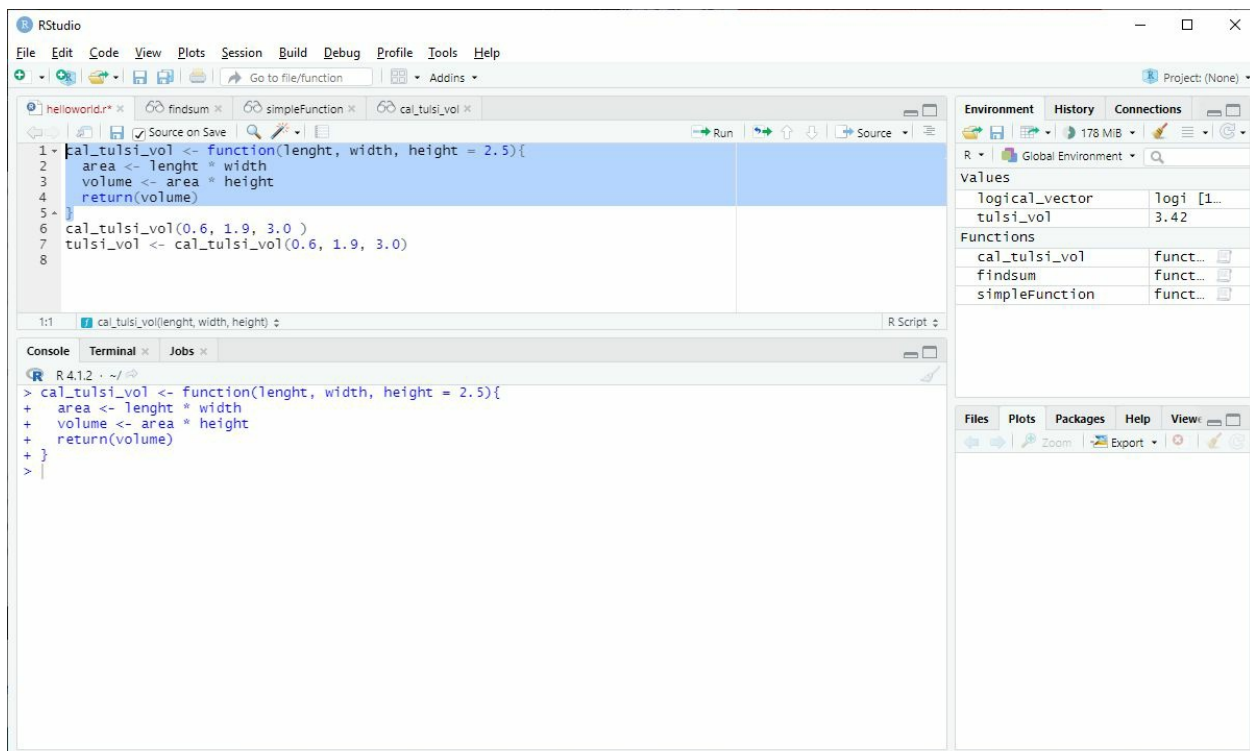 RStudio
File Edit Code View Plots Session Build Debug Profile Tools Help
Go to file/function Addins
Project: (None)
helloworld.r* findsum simpleFunction cal_tulsi_vol
Source on Save Run Source
1 cal_tulsi_vol <- function(lenght, width, height = 2.5){
2 area <- lenght * width
3 volume <- area * height
4 return(volume)
5 }
6 cal_tulsi_vol(0.6, 1.9, 3.0 )
7 tulsi_vol <- cal_tulsi_vol(0.6, 1.9, 3.0)
8
1:1 cal_tulsi_vol(lenght, width, height) R Script
Console Terminal Jobs
R 4.1.2 · ~/
> cal_tulsi_vol <- function(lenght, width, height = 2.5){
+ area <- lenght * width
+ volume <- area * height
+ return(volume)
+ }
>
Environment History Connections
178 MiB
R Global Environment
Values
logical_vector logi [1…
tulsi_vol 3.42
Functions
cal_tulsi_vol funct…
findsum funct…
simpleFunction funct…
Files Plots Packages Help Viewe
Zoom Export